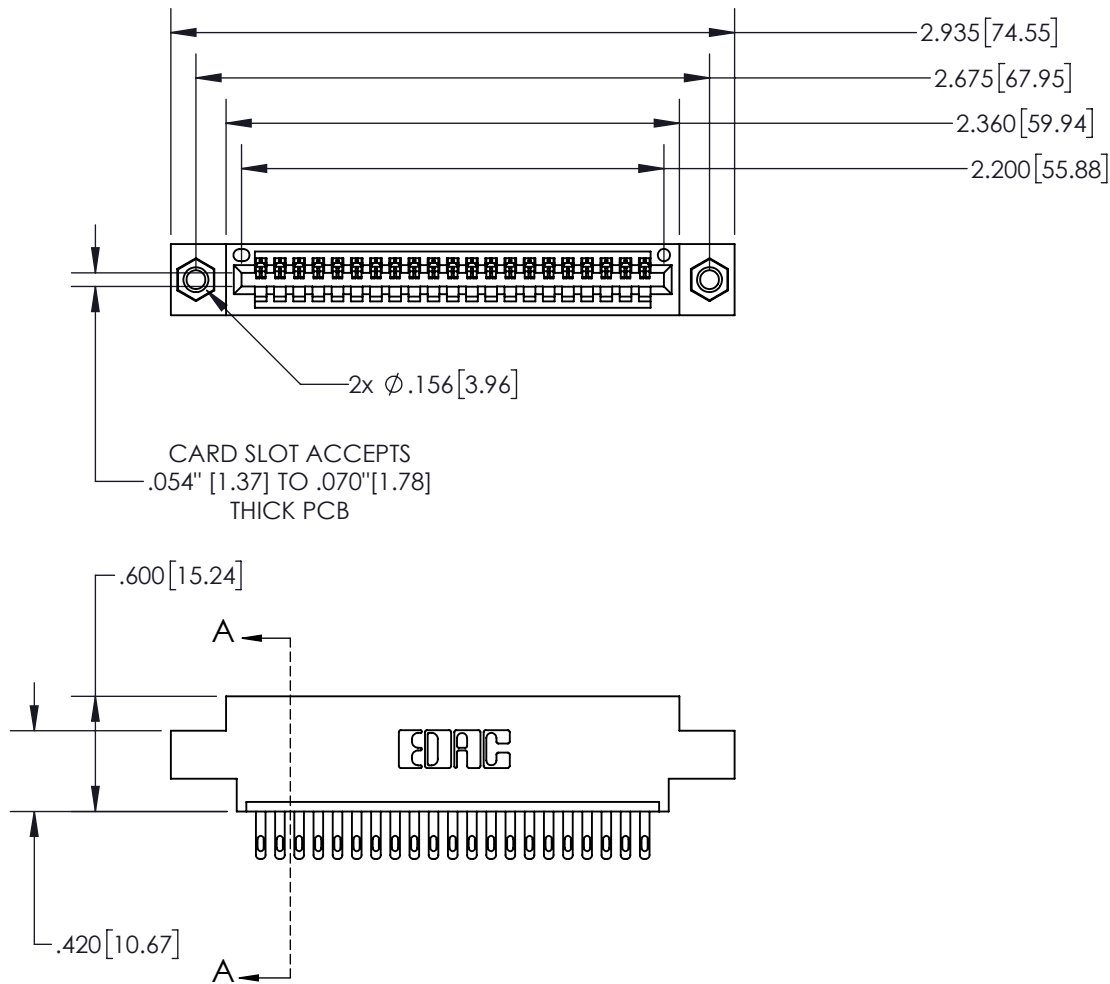 2.935[74.55]
2.675[67.95]
2.360[59.94]
2.200[55.88]
2x ∅.156[3.96]
CARD SLOT ACCEPTS
.054" [1.37] TO .070"[1.78]
THICK PCB
.600[15.24]
A
EDAC
.420[10.67]
A